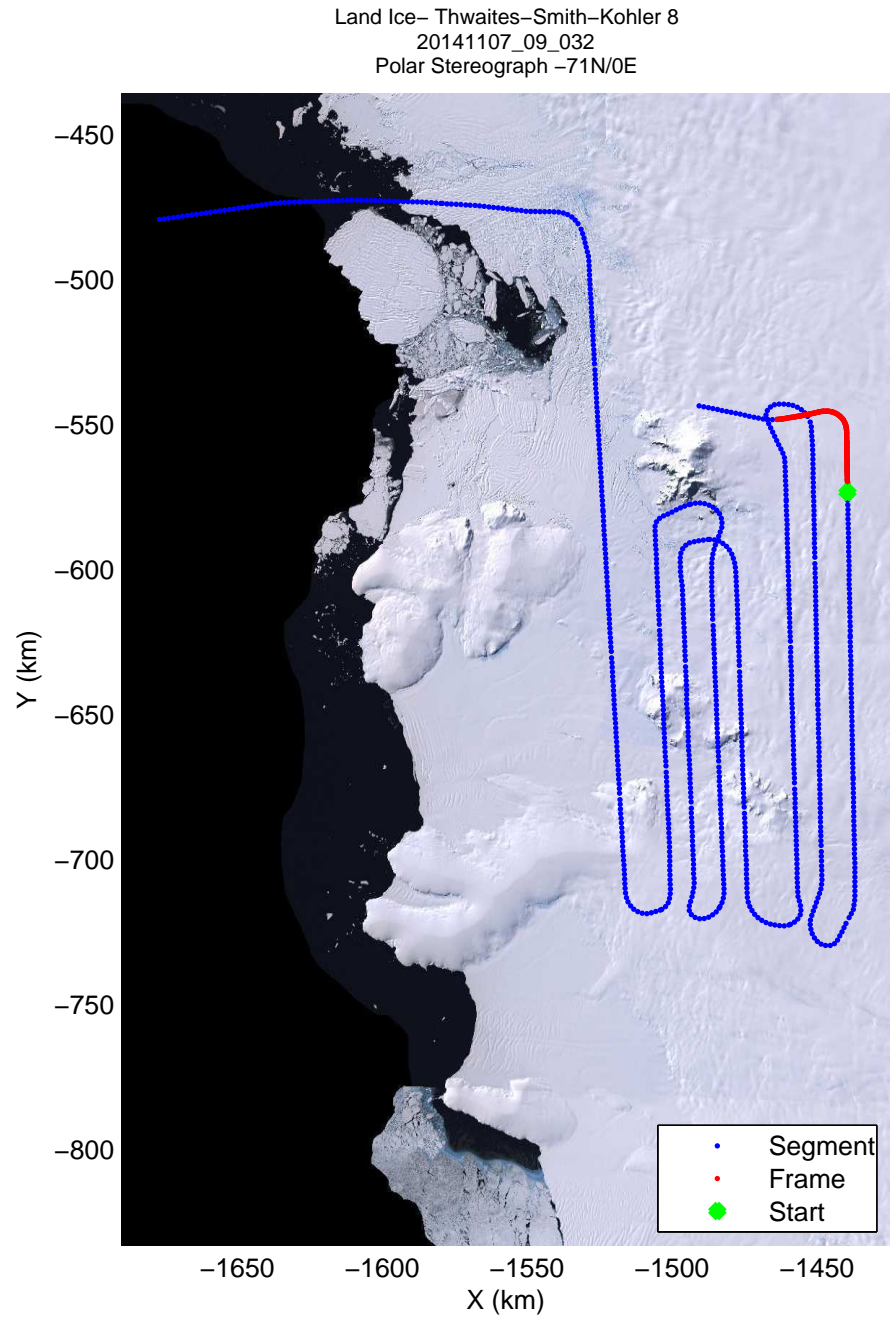 Land Ice− Thwaites−Smith−Kohler 8
20141107_09_032
Polar Stereograph −71N/0E
−450
−500
−550
−600
−650
−700
−750
−800
Y (km)
−1650
−1600
−1550
−1500
−1450
X (km)
Segment
Frame
Start